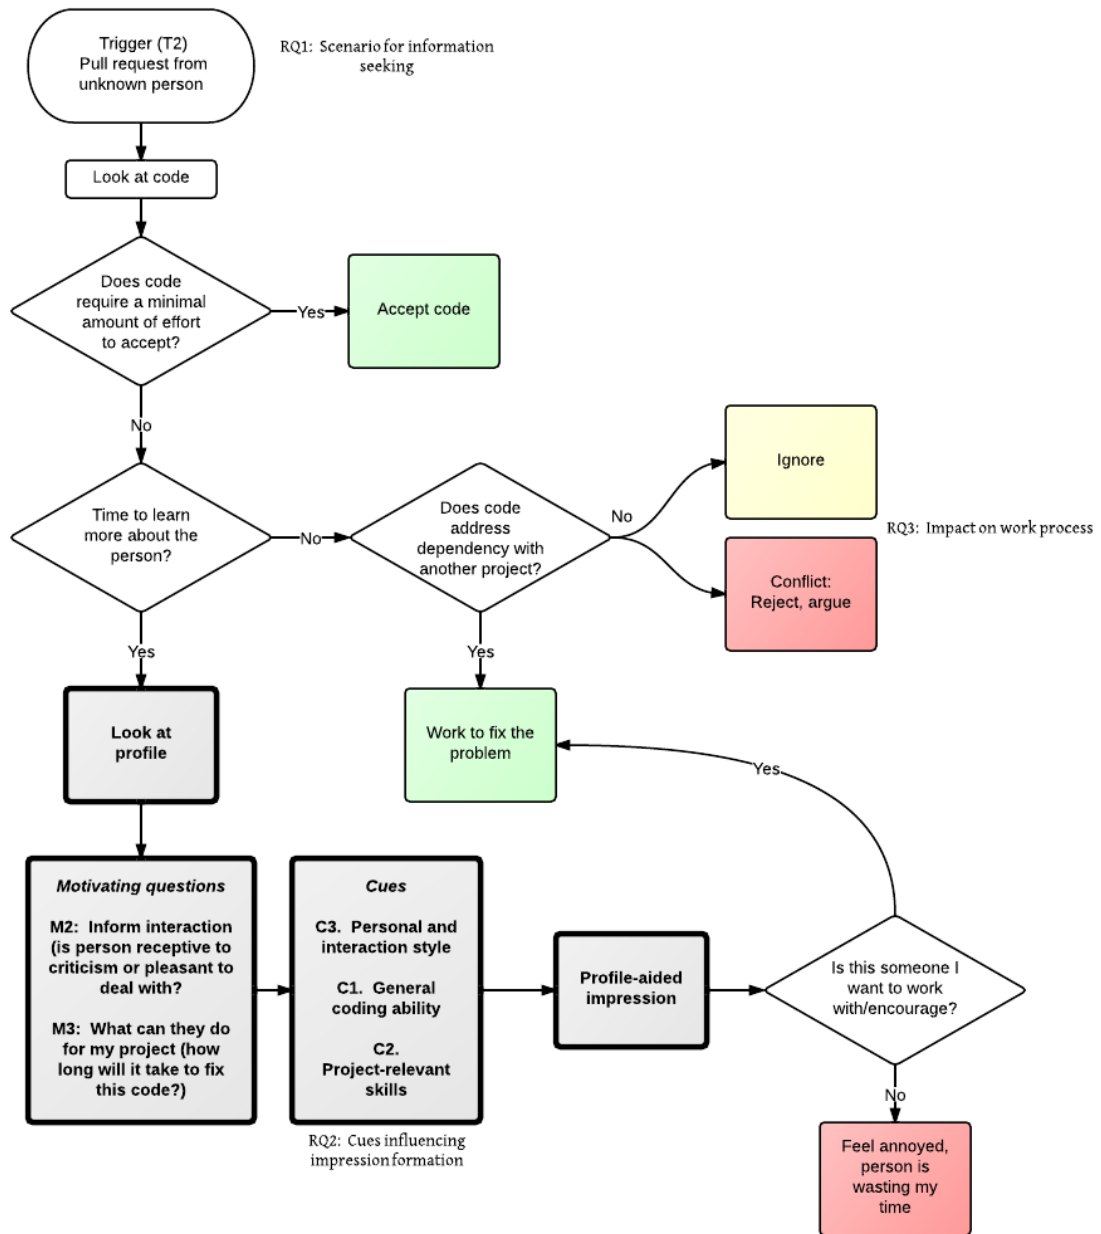 Trigger (T2)
Pull request from
unknown person
RQ1: Scenario for information
seeking
Look at code
Does code
require a minimal
amount of effort
to accept?
Yes
Accept code
No
Time to learn
more about the
person?
No
Does code
address
dependency with
another project?
No
Ignore
RQ3: Impact on work process
Conflict:
Reject, argue
Yes
Yes
Look at
profile
Work to fix the
problem
Yes
Motivating questions
M2: Inform interaction
(is person receptive to
criticism or pleasant to
deal with?
M3: What can they do
for my project (how
long will it take to fix
this code?)
Cues
C3. Personal and
interaction style
C1. General
coding ability
C2.
Project-relevant
skills
RQ2: Cues influencing
impression formation
Profile-aided
impression
Is this someone I
want to work
with/encourage?
No
Feel annoyed,
person is
wasting my
time